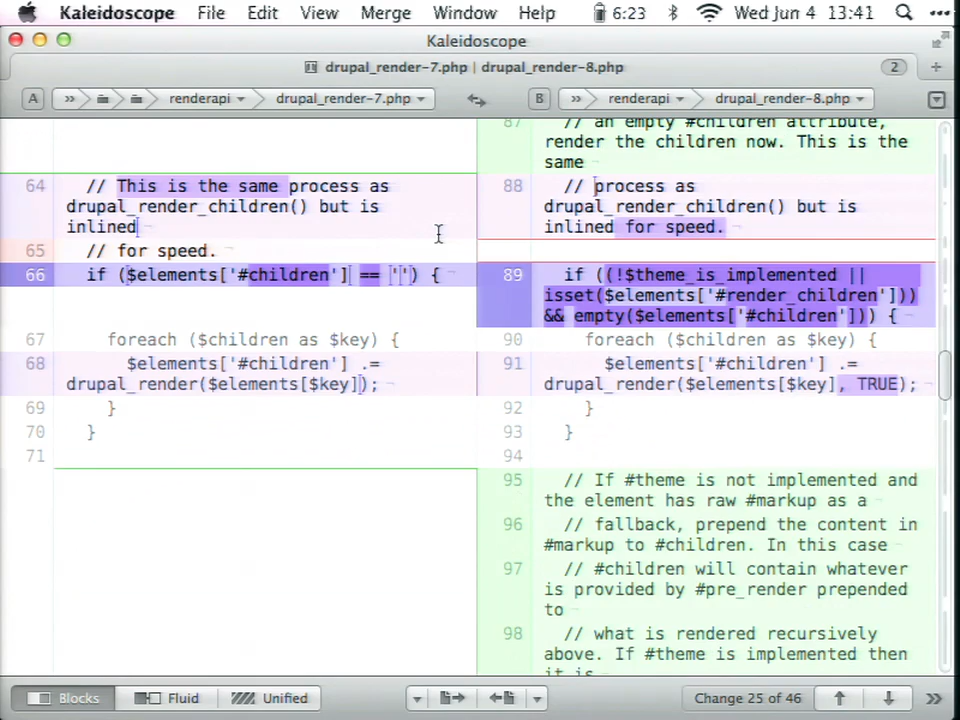 Kaleidoscope File Edit View Merge Window Help 6:23 Wed Jun 4 13:41
Kaleidoscope
drupal_render-7.php | drupal_render-8.php 2 +
A » renderapi drupal_render-7.php B » renderapi drupal_render-8.php
87 // an empty #children attribute,
render the children now. This is the
same
64 // This is the same process as
drupal_render_children() but is
inlined
65 // for speed.
66 if ($elements['#children'] == '') {
67 foreach ($children as $key) {
68 $elements['#children'] .=
drupal_render($elements[$key]);
69 }
70 }
71
88 // process as
drupal_render_children() but is
inlined for speed.
89 if ((!$theme_is_implemented ||
isset($elements['#render_children']))
&& empty($elements['#children'])) {
90 foreach ($children as $key) {
91 $elements['#children'] .=
drupal_render($elements[$key], TRUE);
92 }
93 }
94
95 // If #theme is not implemented and
the element has raw #markup as a
96 // fallback, prepend the content in
#markup to #children. In this case
97 // #children will contain whatever
is provided by #pre_render prepended
to
98 // what is rendered recursively
above. If #theme is implemented then
it is
Blocks Fluid Unified Change 25 of 46 »